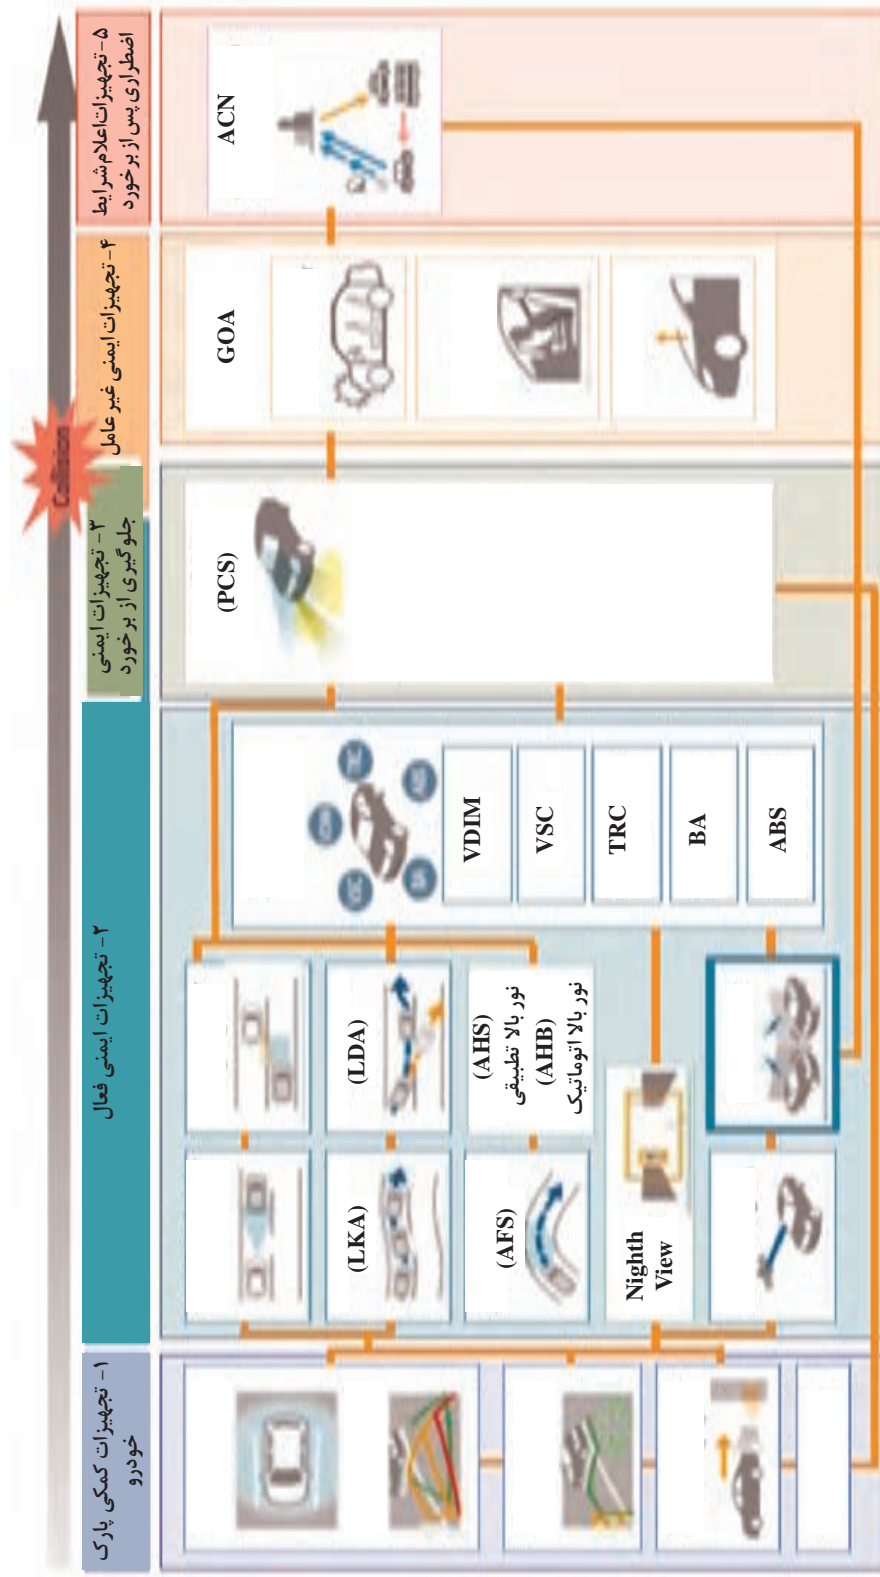 ۱- تجهیزات کمکی پارک
خودرو
۲- تجهیزات ایمنی فعال
۳- تجهیزات ایمنی
جلوگیری از برخورد
۴- تجهیزات ایمنی غیر عامل
۵- تجهیزات اعلام شرایط
اضطراری پس از برخورد
Collision
(LKA)
(LDA)
(AFS)
(AHS)
نور بالا تطبیقی
(AHB)
نور بالا اتوماتیک
Nighth
View
VDIM
VSC
TRC
BA
ABS
(PCS)
GOA
ACN